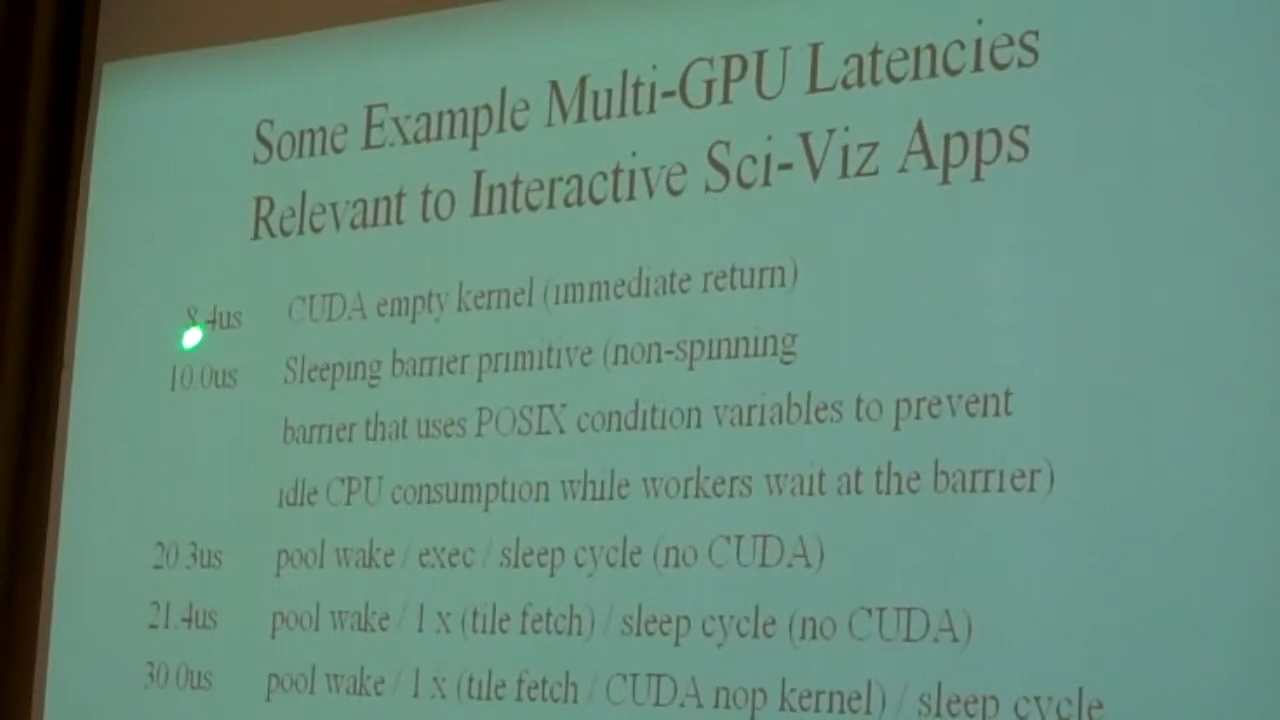 Some Example Multi-GPU Latencies
Relevant to Interactive Sci-Viz Apps
8.4us CUDA empty kernel (immediate return)
10.0us Sleeping barrier primitive (non-spinning
barrier that uses POSIX condition variables to prevent
idle CPU consumption while workers wait at the barrier)
20.3us pool wake / exec / sleep cycle (no CUDA)
21.4us pool wake / 1 x (tile fetch) / sleep cycle (no CUDA)
30.0us pool wake / 1 x (tile fetch / CUDA nop kernel) / sleep cycle